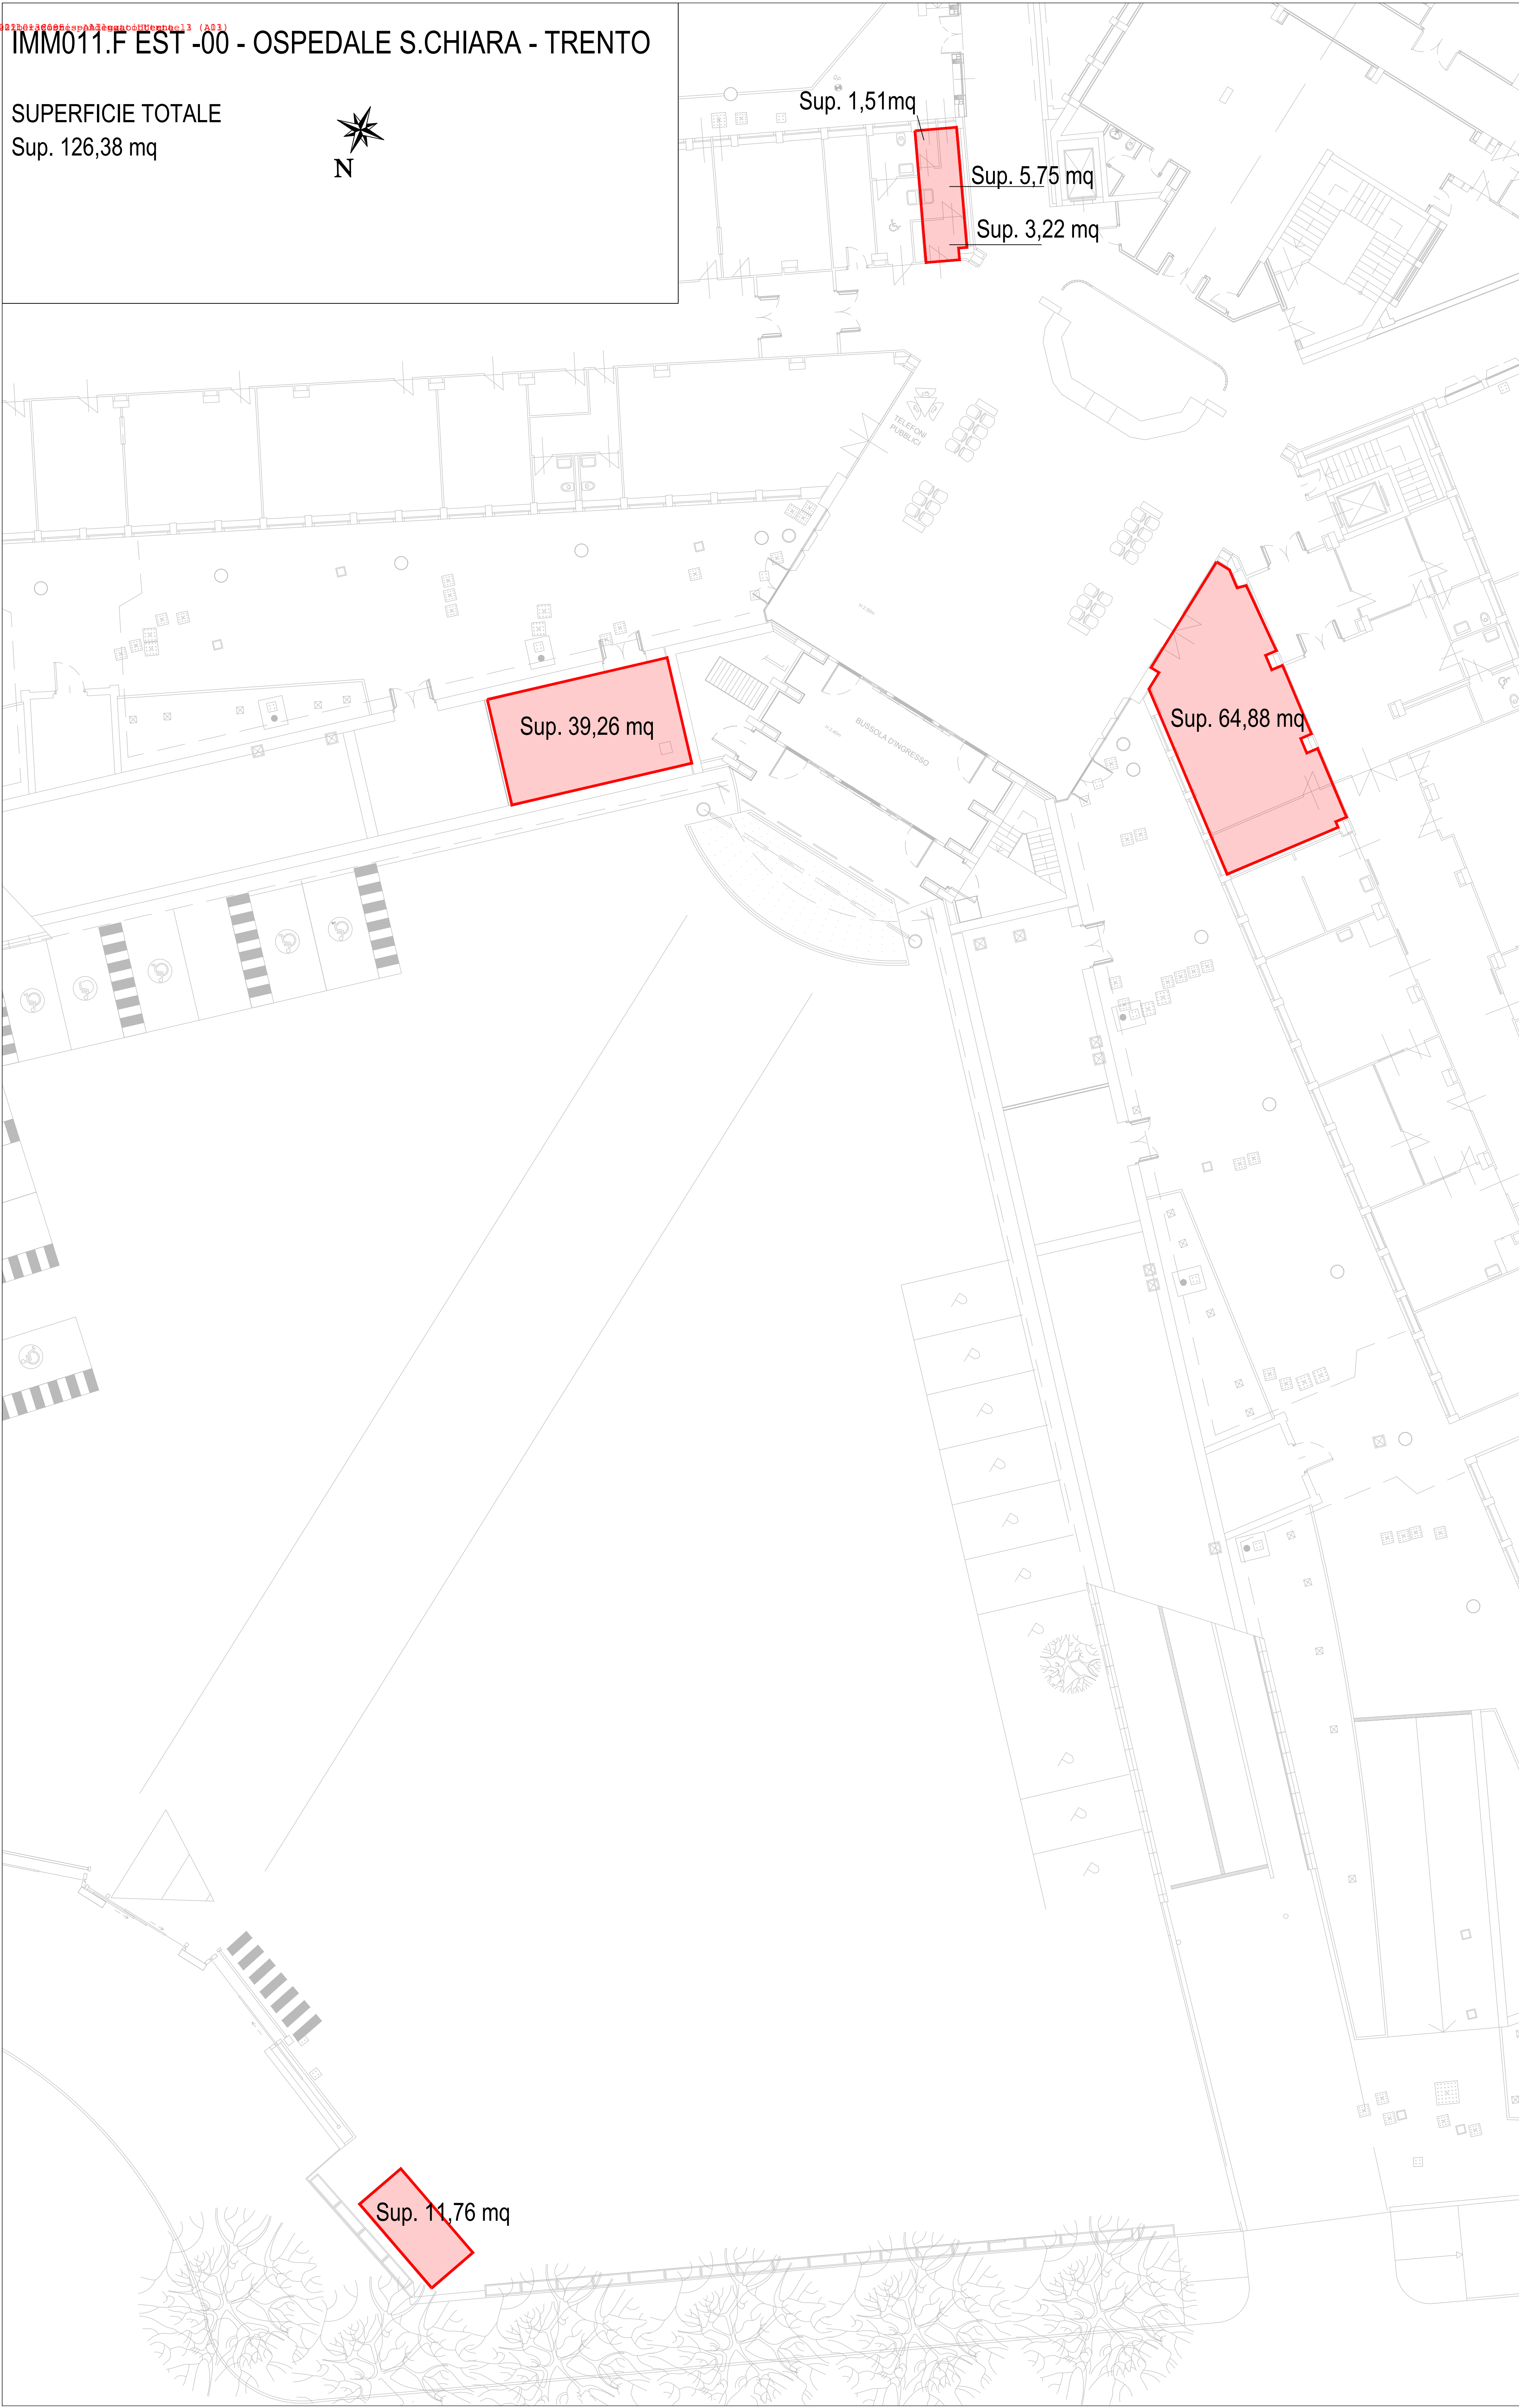 IMM011.F EST -00 - OSPEDALE S.CHIARA - TRENTO
SUPERFICIE TOTALE
Sup. 126,38 mq
N
Sup. 1,51mq
Sup. 5,75 mq
Sup. 3,22 mq
TELEFONI
PUBBLICI
Sup. 39,26 mq
BUSSOLA D'INGRESSO
Sup. 64,88 mq
P
P
P
P
P
P
P
P
P
P
Sup. 11,76 mq